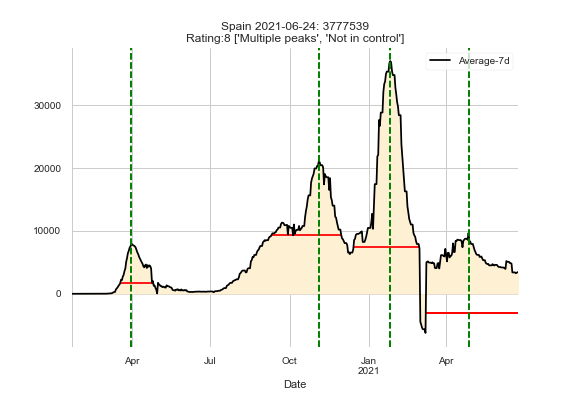 Spain 2021-06-24: 3777539
Rating:8 ['Multiple peaks', 'Not in control']
Average-7d
30000
20000
10000
0
Apr Jul Oct Jan Apr
2021
Date